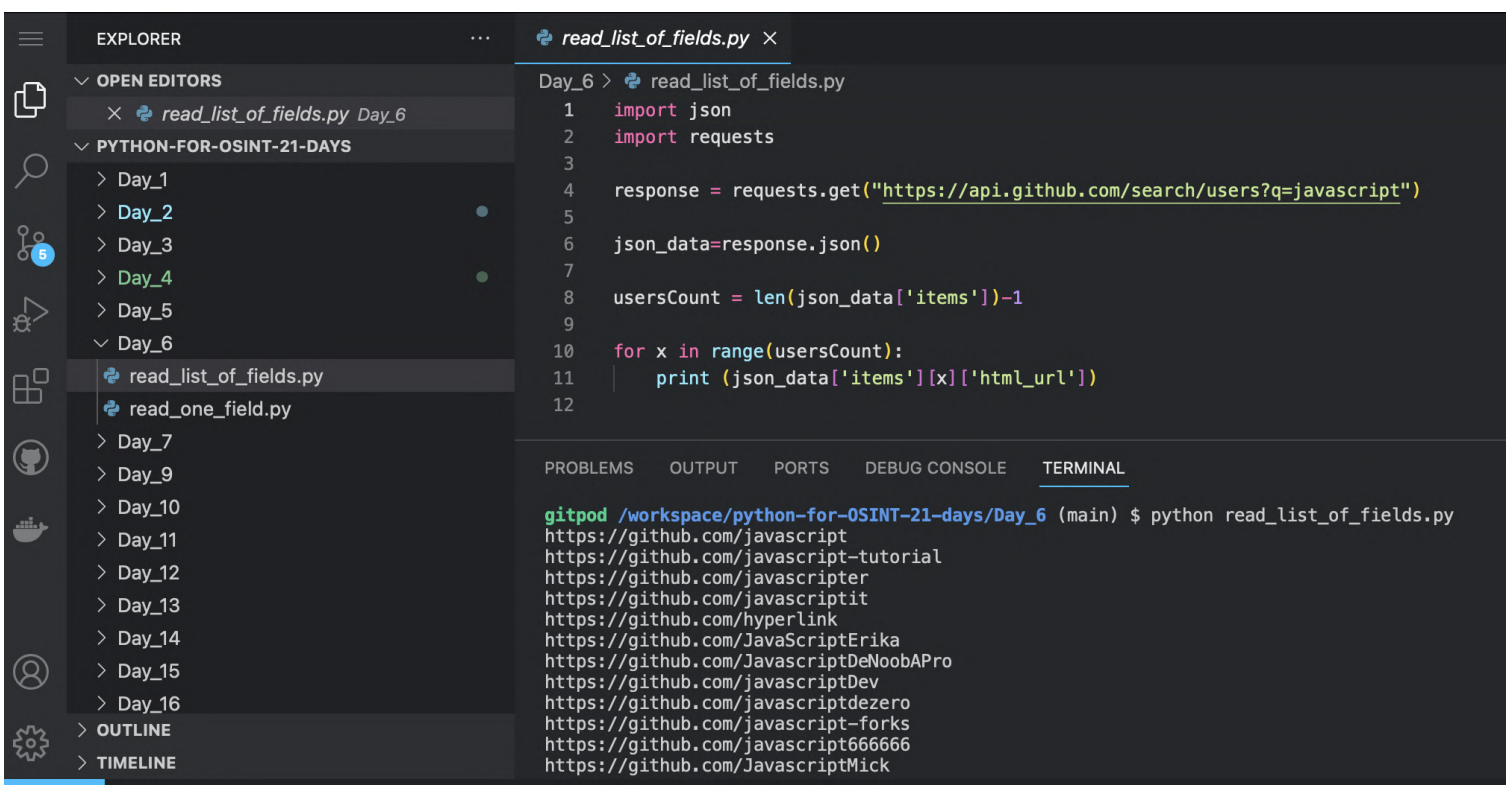 EXPLORER
...
OPEN EDITORS
read_list_of_fields.py Day_6
PYTHON-FOR-OSINT-21-DAYS
Day_1
Day_2
Day_3
Day_4
Day_5
Day_6
read_list_of_fields.py
read_one_field.py
Day_7
Day_9
Day_10
Day_11
Day_12
Day_13
Day_14
Day_15
Day_16
OUTLINE
TIMELINE
5
read_list_of_fields.py
Day_6 > read_list_of_fields.py
1 import json
2 import requests
3
4 response = requests.get("https://api.github.com/search/users?q=javascript")
5
6 json_data=response.json()
7
8 usersCount = len(json_data['items'])-1
9
10 for x in range(usersCount):
11 print (json_data['items'][x]['html_url'])
12
PROBLEMS OUTPUT PORTS DEBUG CONSOLE TERMINAL
gitpod /workspace/python-for-OSINT-21-days/Day_6 (main) $ python read_list_of_fields.py
https://github.com/javascript
https://github.com/javascript-tutorial
https://github.com/javascripter
https://github.com/javascriptit
https://github.com/hyperlink
https://github.com/JavaScriptErika
https://github.com/JavascriptDeNoobAPro
https://github.com/javascriptDev
https://github.com/javascriptdezero
https://github.com/javascript-forks
https://github.com/javascript666666
https://github.com/JavascriptMick